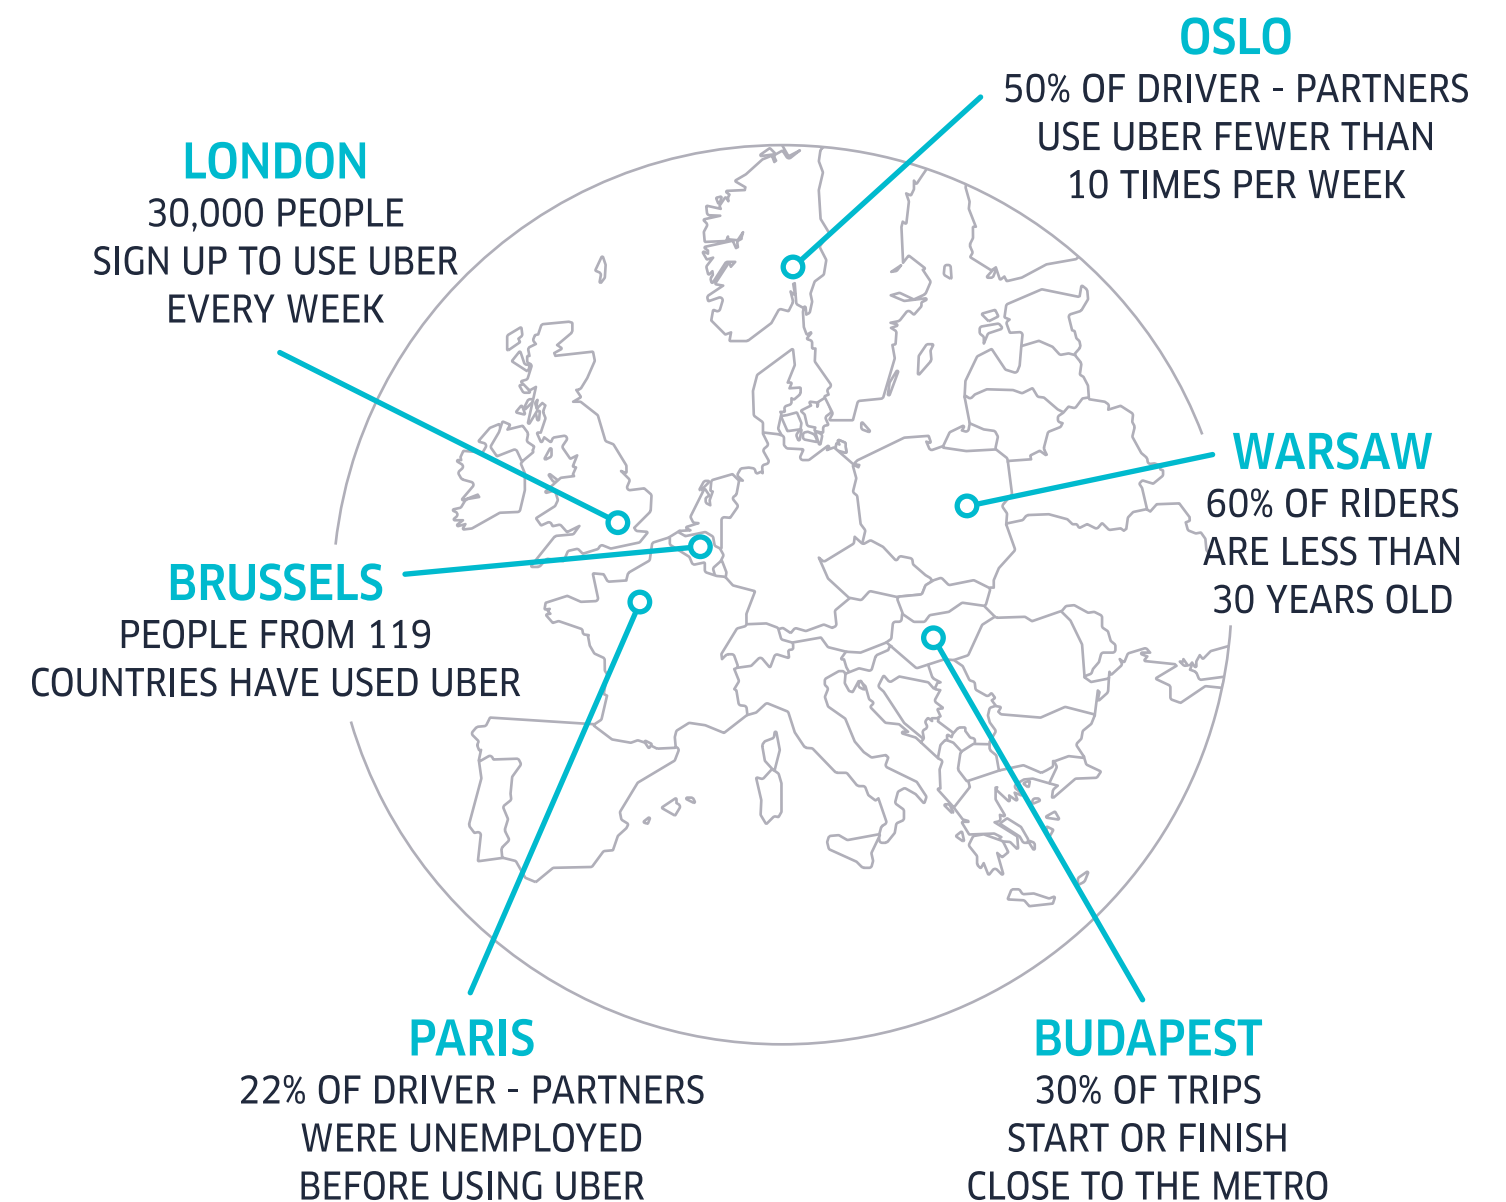 OSLO
50% OF DRIVER - PARTNERS
USE UBER FEWER THAN
10 TIMES PER WEEK
LONDON
30,000 PEOPLE
SIGN UP TO USE UBER
EVERY WEEK
WARSAW
60% OF RIDERS
ARE LESS THAN
30 YEARS OLD
BRUSSELS
PEOPLE FROM 119
COUNTRIES HAVE USED UBER
PARIS
22% OF DRIVER - PARTNERS
WERE UNEMPLOYED
BEFORE USING UBER
BUDAPEST
30% OF TRIPS
START OR FINISH
CLOSE TO THE METRO